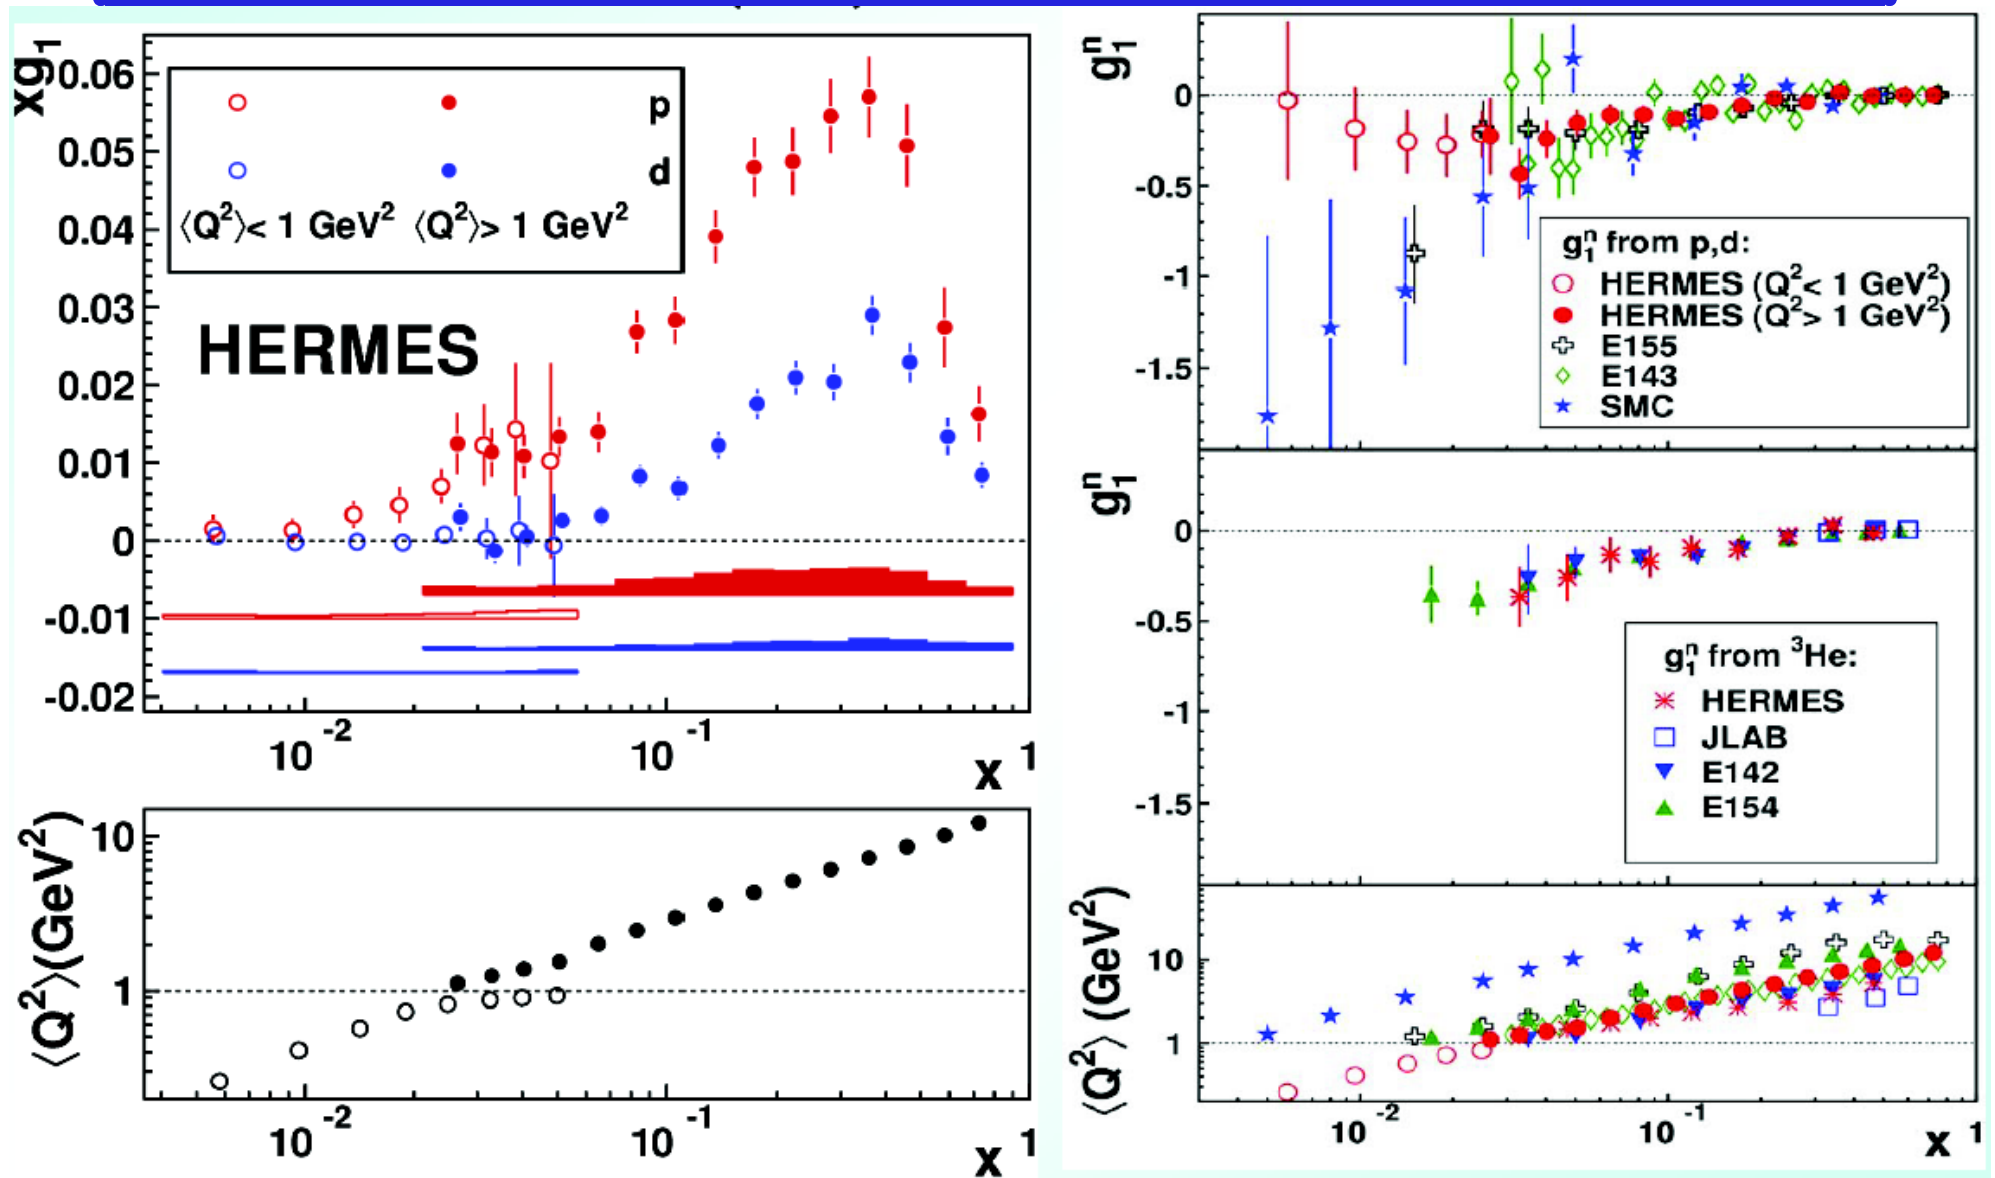 xg₁
0.06
0.05
0.04
0.03
0.02
0.01
0
-0.01
-0.02
p
d
⟨Q²⟩< 1 GeV² ⟨Q²⟩> 1 GeV²
HERMES
10⁻² 10⁻¹ 1
x
⟨Q²⟩(GeV²)
10
1
10⁻² 10⁻¹ 1
x
g₁ⁿ
0
-0.5
-1
-1.5
g₁ⁿ from p,d:
HERMES (Q²< 1 GeV²)
HERMES (Q²> 1 GeV²)
E155
E143
SMC
g₁ⁿ
0
-0.5
-1
-1.5
g₁ⁿ from ³He:
HERMES
JLAB
E142
E154
⟨Q²⟩ (GeV²)
10
1
10⁻² 10⁻¹ x 1